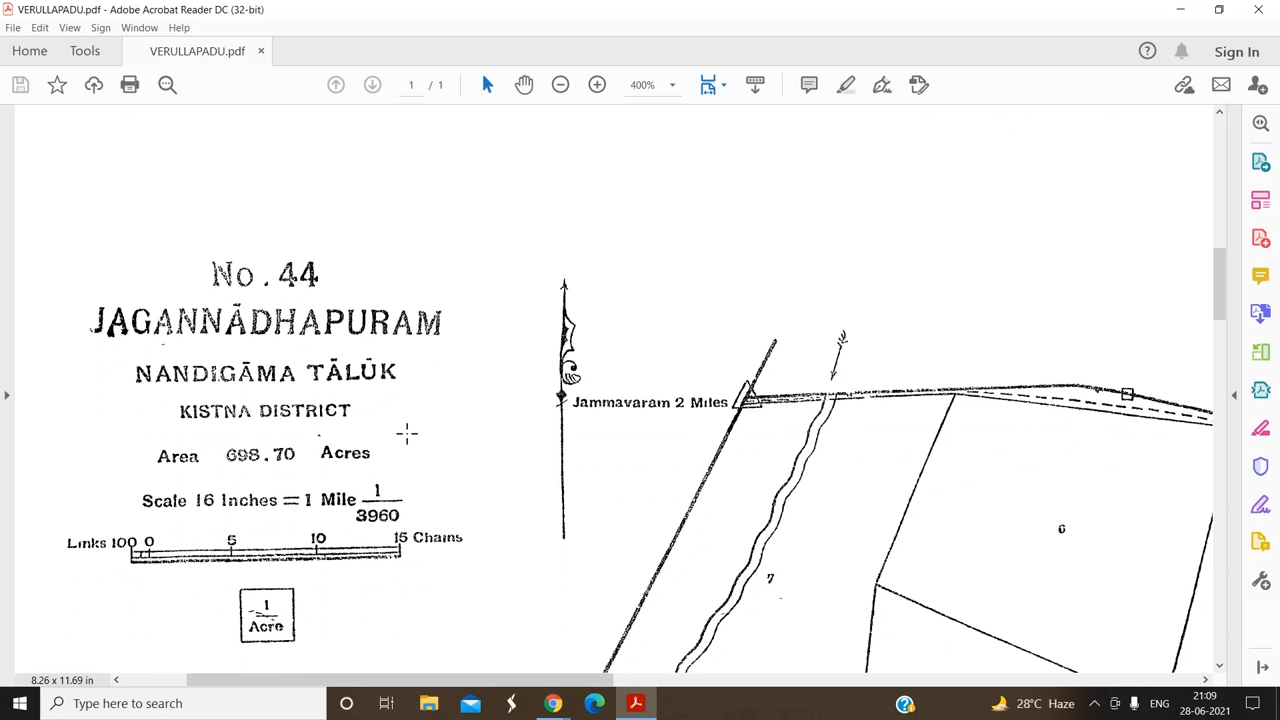 VERULLAPADU.pdf - Adobe Acrobat Reader DC (32-bit)
File Edit View Sign Window Help
Home Tools VERULLAPADU.pdf × Sign In
1 / 1 400%
No. 44
JAGANNĀDHAPURAM
NANDIGĀMA TĀLŪK
KISTNA DISTRICT
Area 698.70 Acres
Scale 16 Inches = 1 Mile 1/3960
Links 100 0 5 10 15 Chains
1
Acre
Jammavaram 2 Miles
6
7
8.26 x 11.69 in
Type here to search
28°C Haze
ENG
21:09
28-06-2021